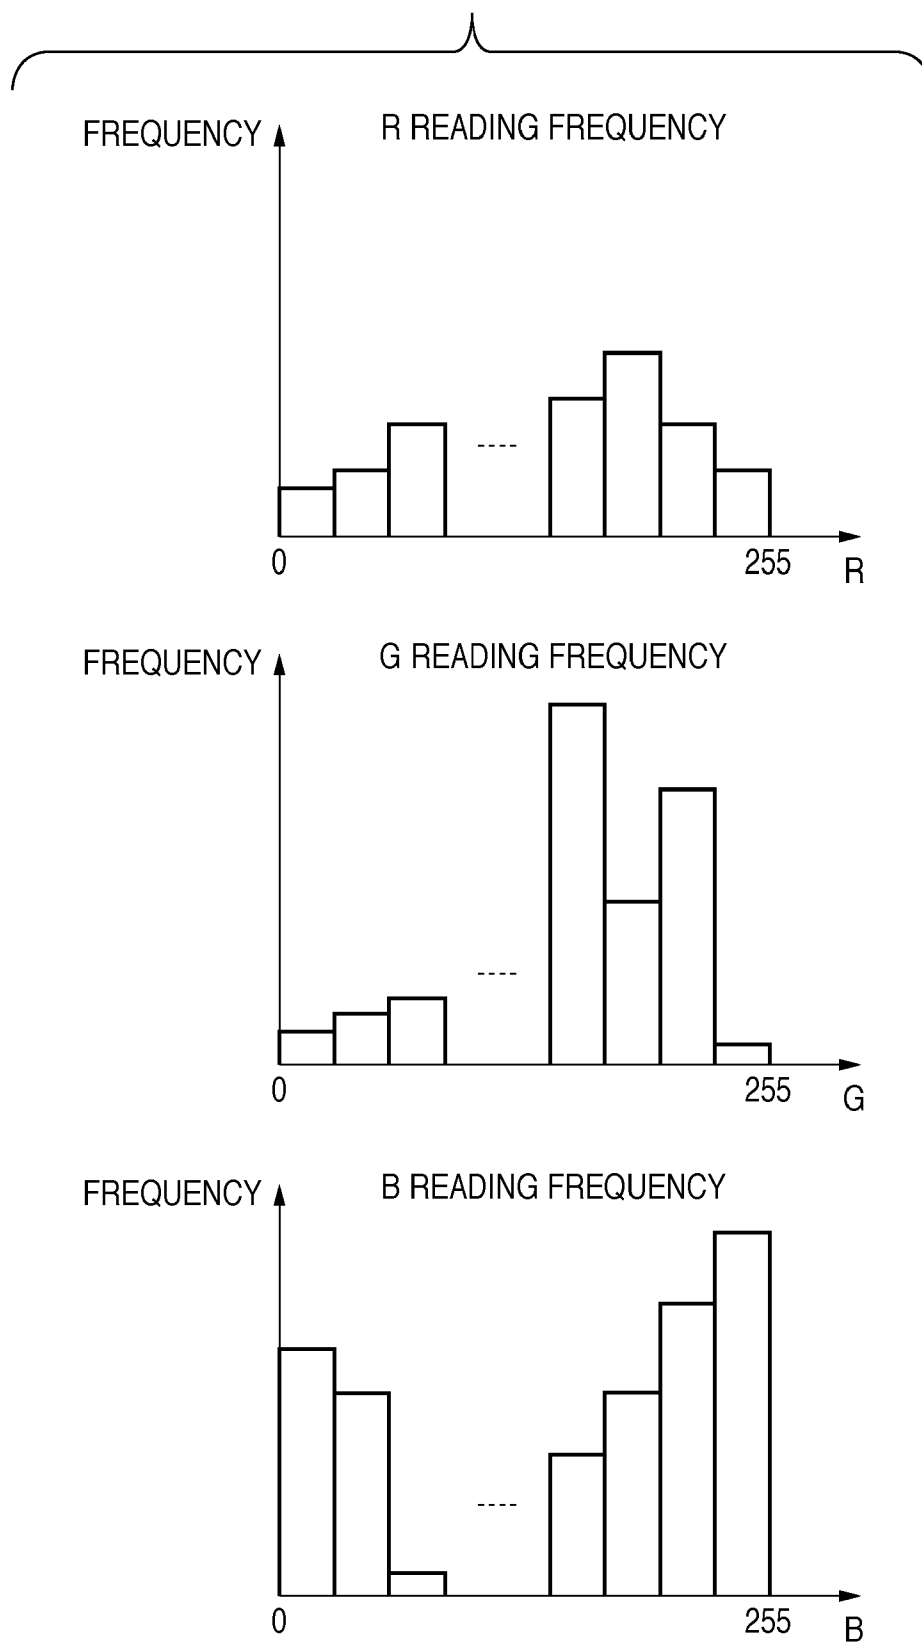 FREQUENCY R READING FREQUENCY
0 255 R
FREQUENCY G READING FREQUENCY
0 255 G
FREQUENCY B READING FREQUENCY
0 255 B